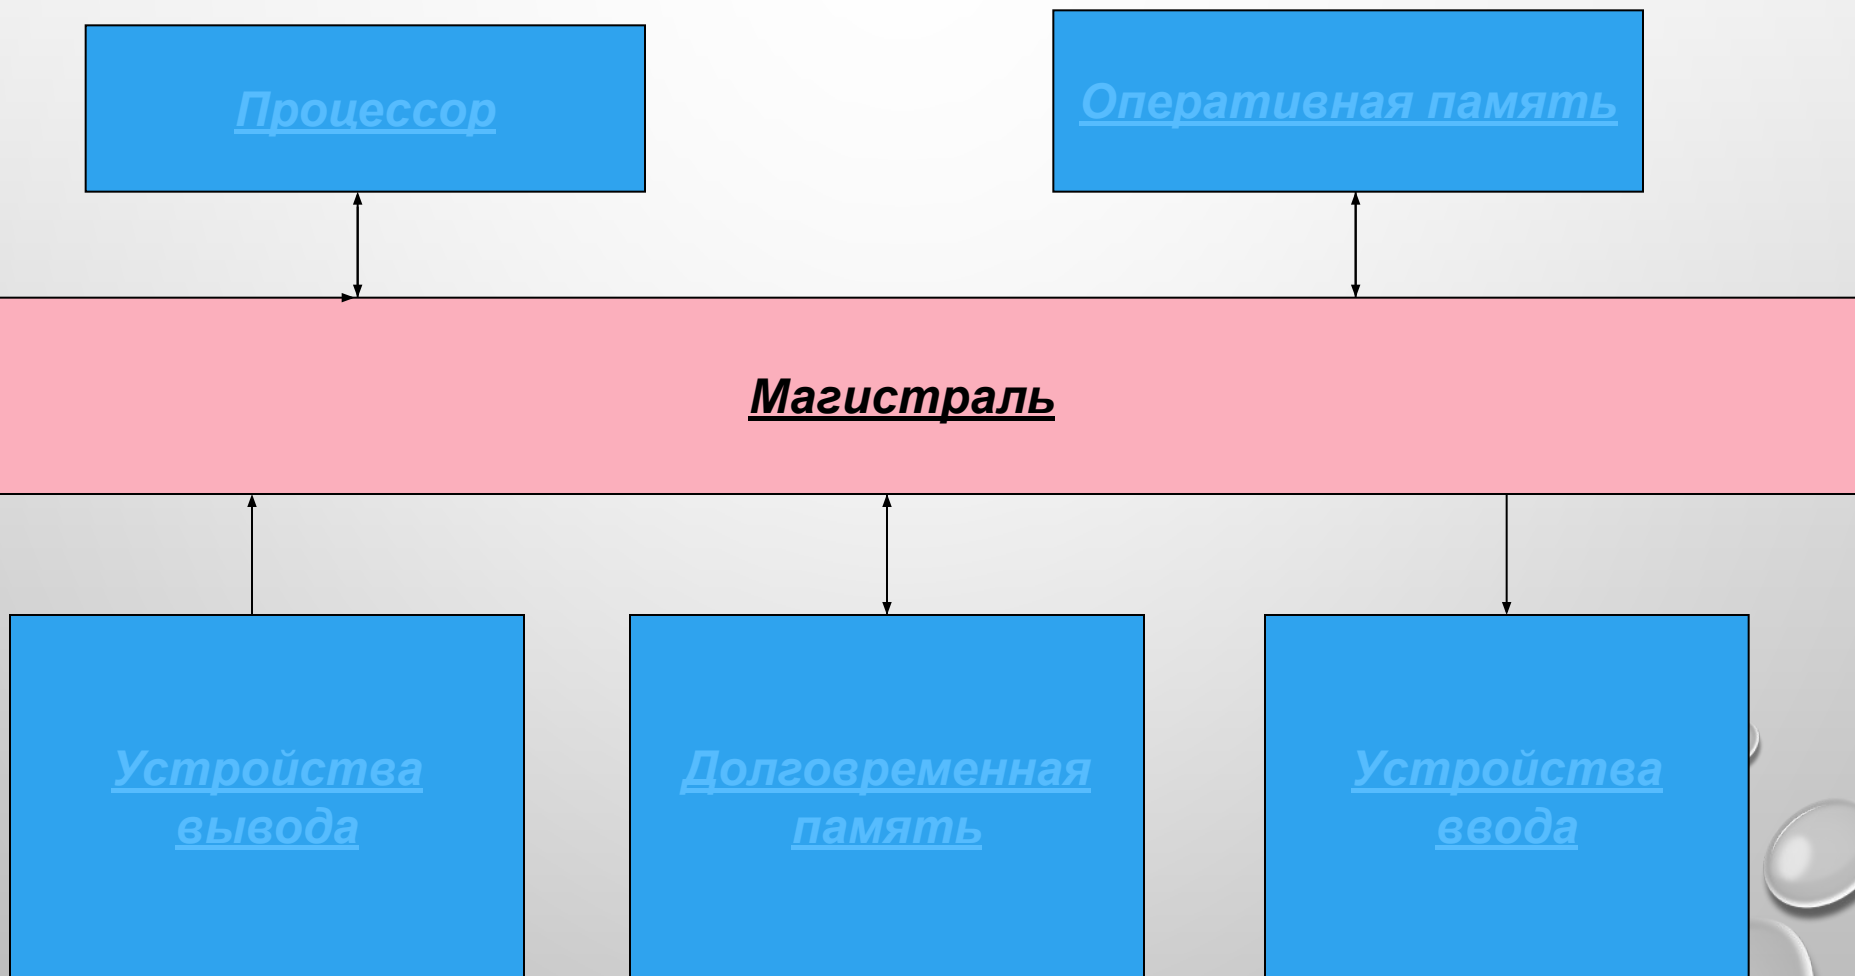 Процессор
Оперативная память
Магистраль
Устройства
вывода
Долговременная
память
Устройства
ввода